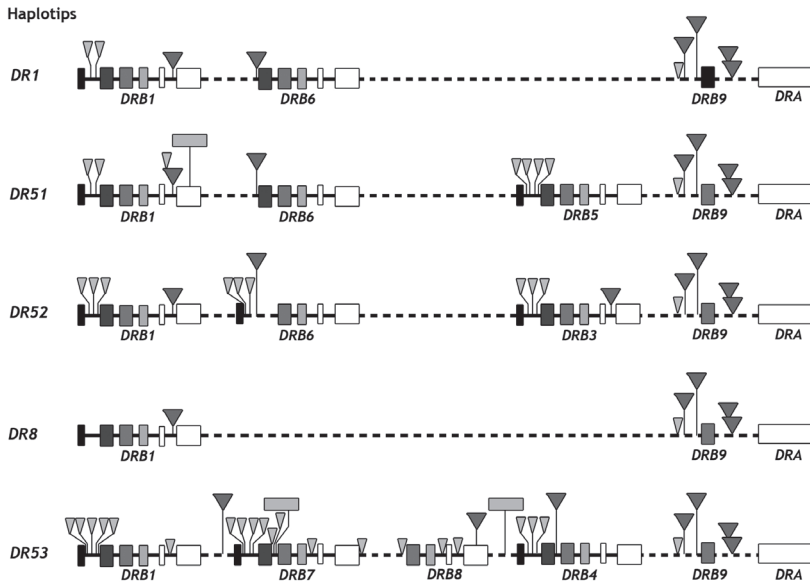 Haplotips
DR1 DRB1 DRB6 DRB9 DRA
DR51 DRB1 DRB6 DRB5 DRB9 DRA
DR52 DRB1 DRB6 DRB3 DRB9 DRA
DR8 DRB1 DRB9 DRA
DR53 DRB1 DRB7 DRB8 DRB4 DRB9 DRA